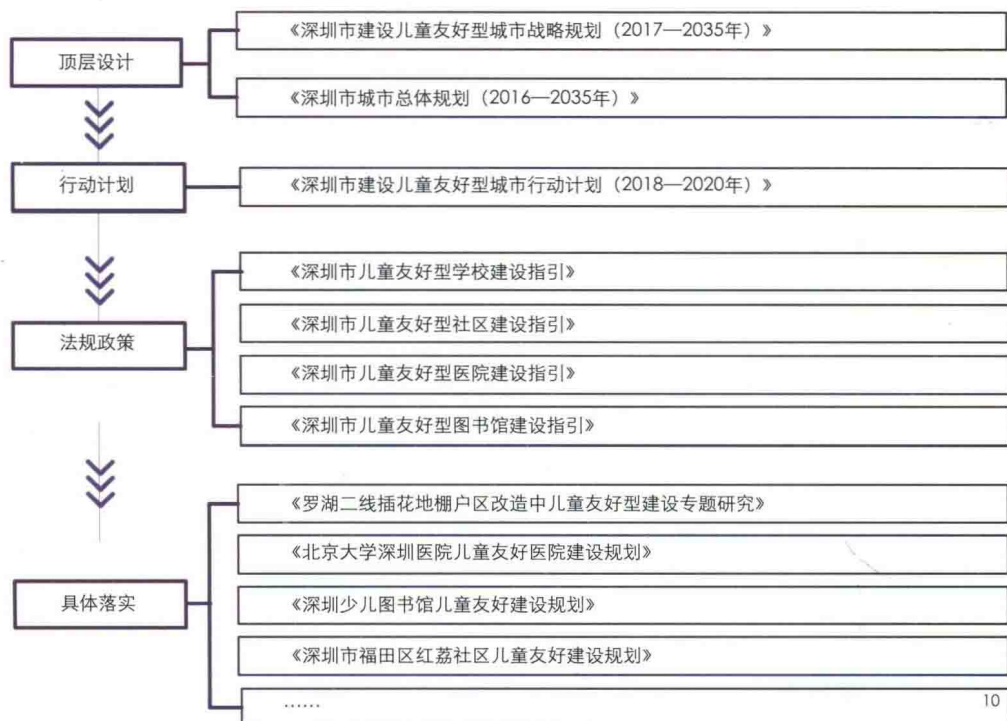 《深圳市建设儿童友好型城市战略规划（2017—2035年）》
顶层设计
《深圳市城市总体规划（2016—2035年）》
行动计划
《深圳市建设儿童友好型城市行动计划（2018—2020年）》
《深圳市儿童友好型学校建设指引》
《深圳市儿童友好型社区建设指引》
法规政策
《深圳市儿童友好型医院建设指引》
《深圳市儿童友好型图书馆建设指引》
《罗湖二线插花地棚户区改造中儿童友好型建设专题研究》
《北京大学深圳医院儿童友好医院建设规划》
具体落实
《深圳少儿图书馆儿童友好建设规划》
《深圳市福田区红荔社区儿童友好建设规划》
……
10